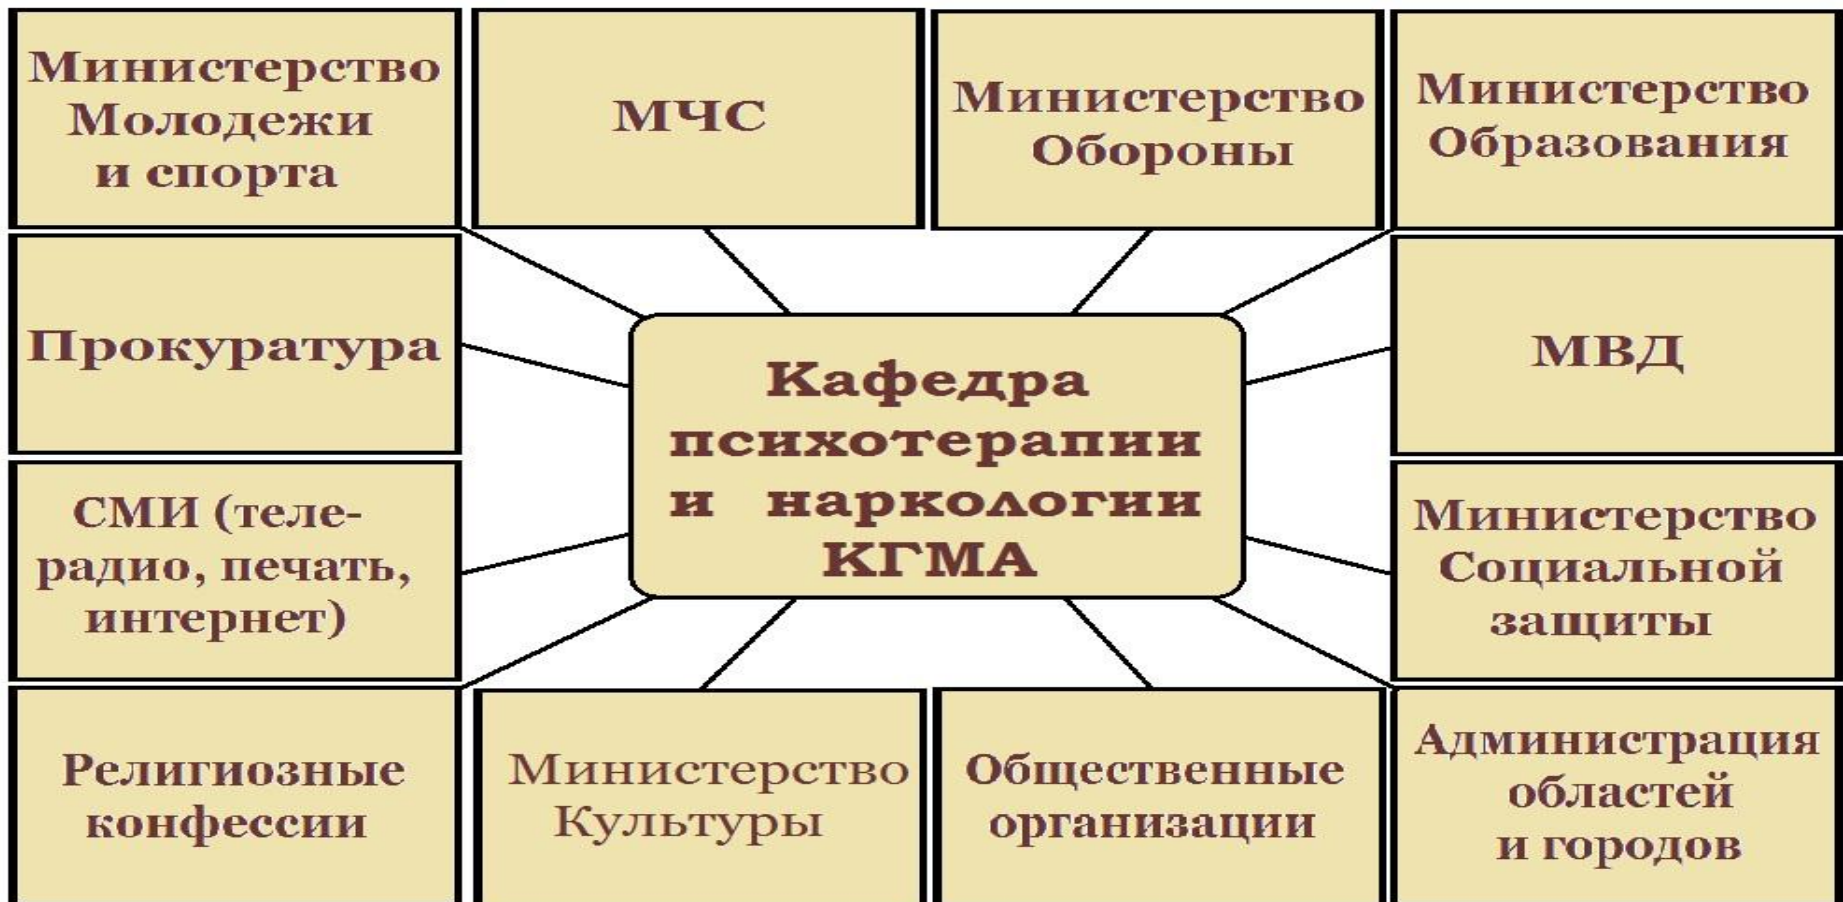 Министерство
Молодежи
и спорта
МЧС
Министерство
Обороны
Министерство
Образования
Прокуратура
Кафедра
психотерапии
и наркологии
КГМА
МВД
СМИ (теле-
радио, печать,
интернет)
Министерство
Социальной
защиты
Религиозные
конфессии
Министерство
Культуры
Общественные
организации
Администрация
областей
и городов